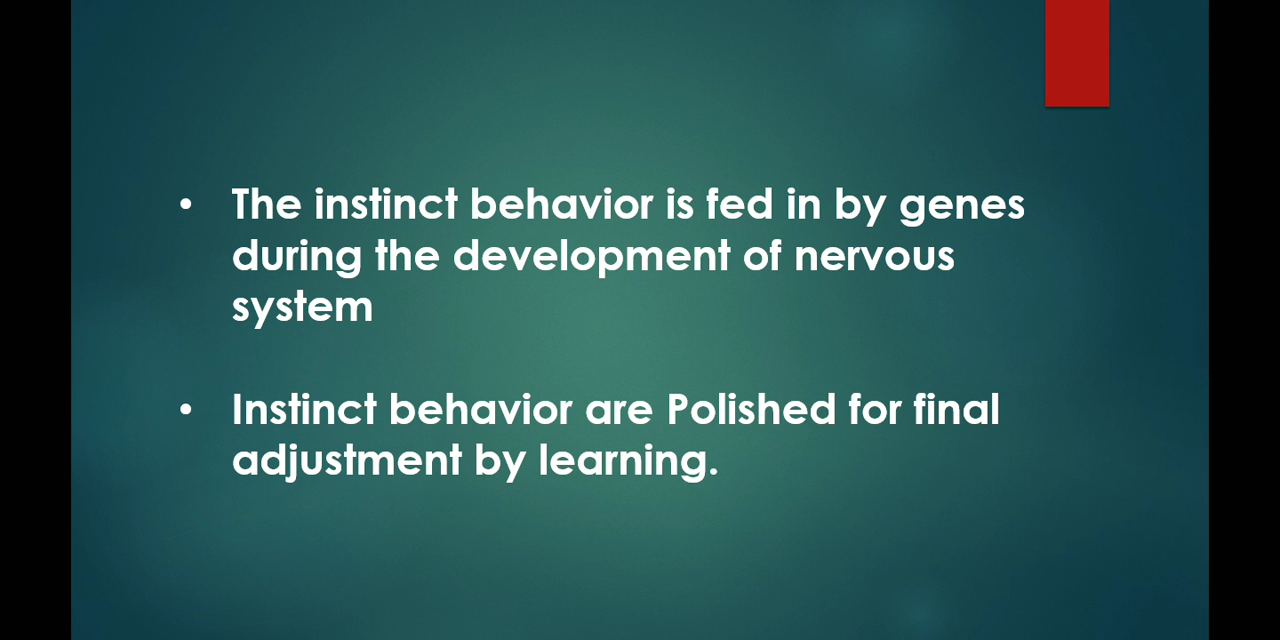 • The instinct behavior is fed in by genes
during the development of nervous
system
• Instinct behavior are Polished for final
adjustment by learning.